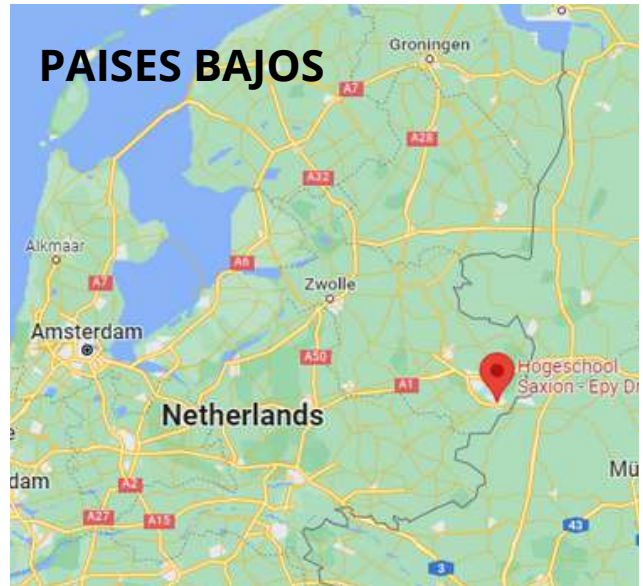 PAISES BAJOS
Groningen
A7
A28
A32
Alkmaar
A6
A7
Zwolle
Amsterdam
A50
Hogeschool
Saxion - Epy Dr
A1
Netherlands
Mü
dam
A2
A27
A15
43
3